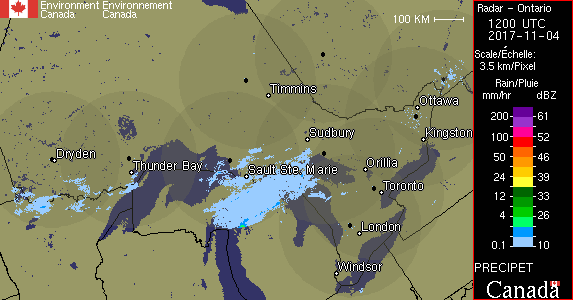 Environment Environnement
Canada Canada
100 KM
Timmins
Ottawa
Sudbury
Kingston
Dryden
Thunder Bay
Sault Ste. Marie
Orillia
Toronto
London
Windsor
Radar - Ontario
1200 UTC
2017-11-04
Scale/Échelle:
3.5 km/Pixel
Rain/Pluie
mm/hr dBZ
200 61
100 52
50 46
24 39
12 33
4 26
0.1 10
PRECIPET
Canada